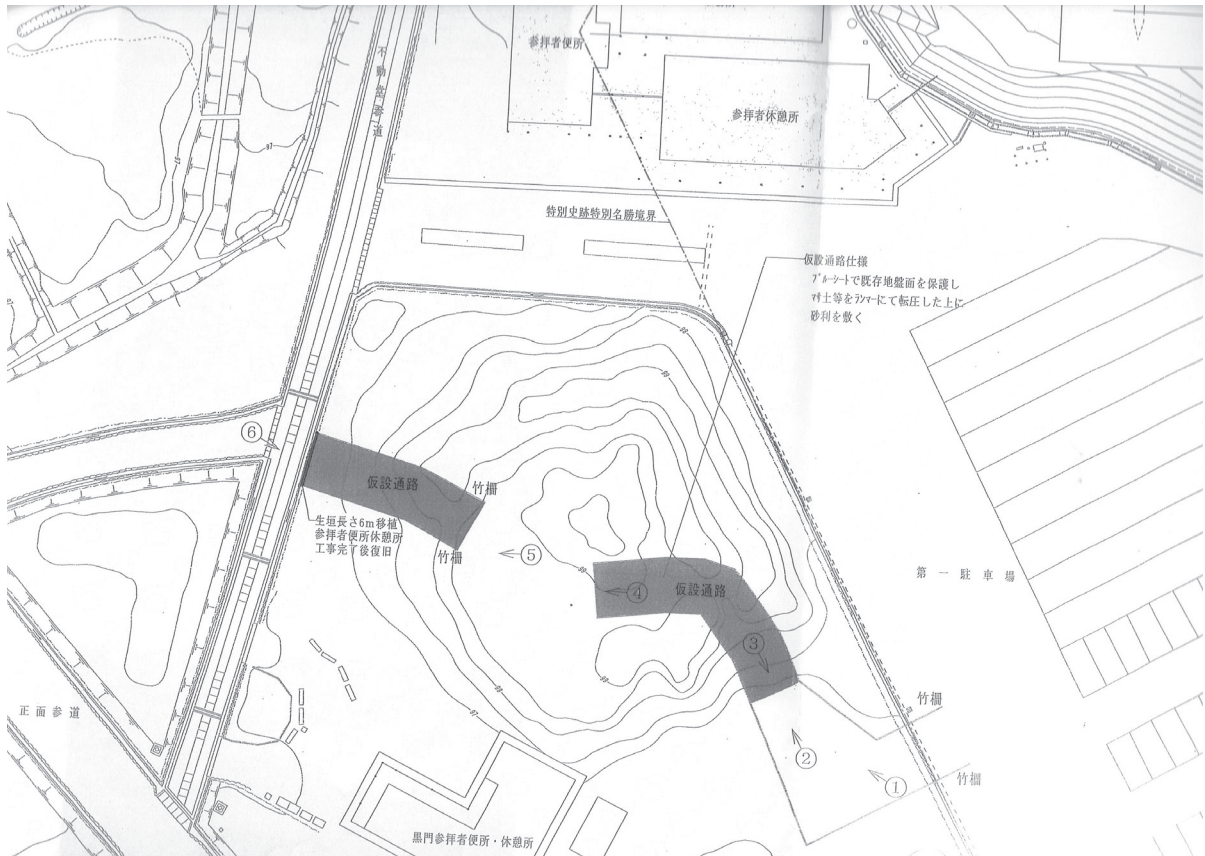 参拝者便所
不動堂参道
参拝者休憩所
97
特別史跡特別名勝境界
仮設通路仕様
ブルーシートで既存地盤面を保護し
マサ土等をランマーにて転圧した上に
砂利を敷く
98
99
⑥
仮設通路
竹柵
生垣長さ6m移植
参拝者便所休憩所
工事完了後復旧
竹柵
⑤
99
④
仮設通路
第一駐車場
③
98
99
竹柵
正面参道
97
②
①
竹柵
黒門参拝者便所・休憩所